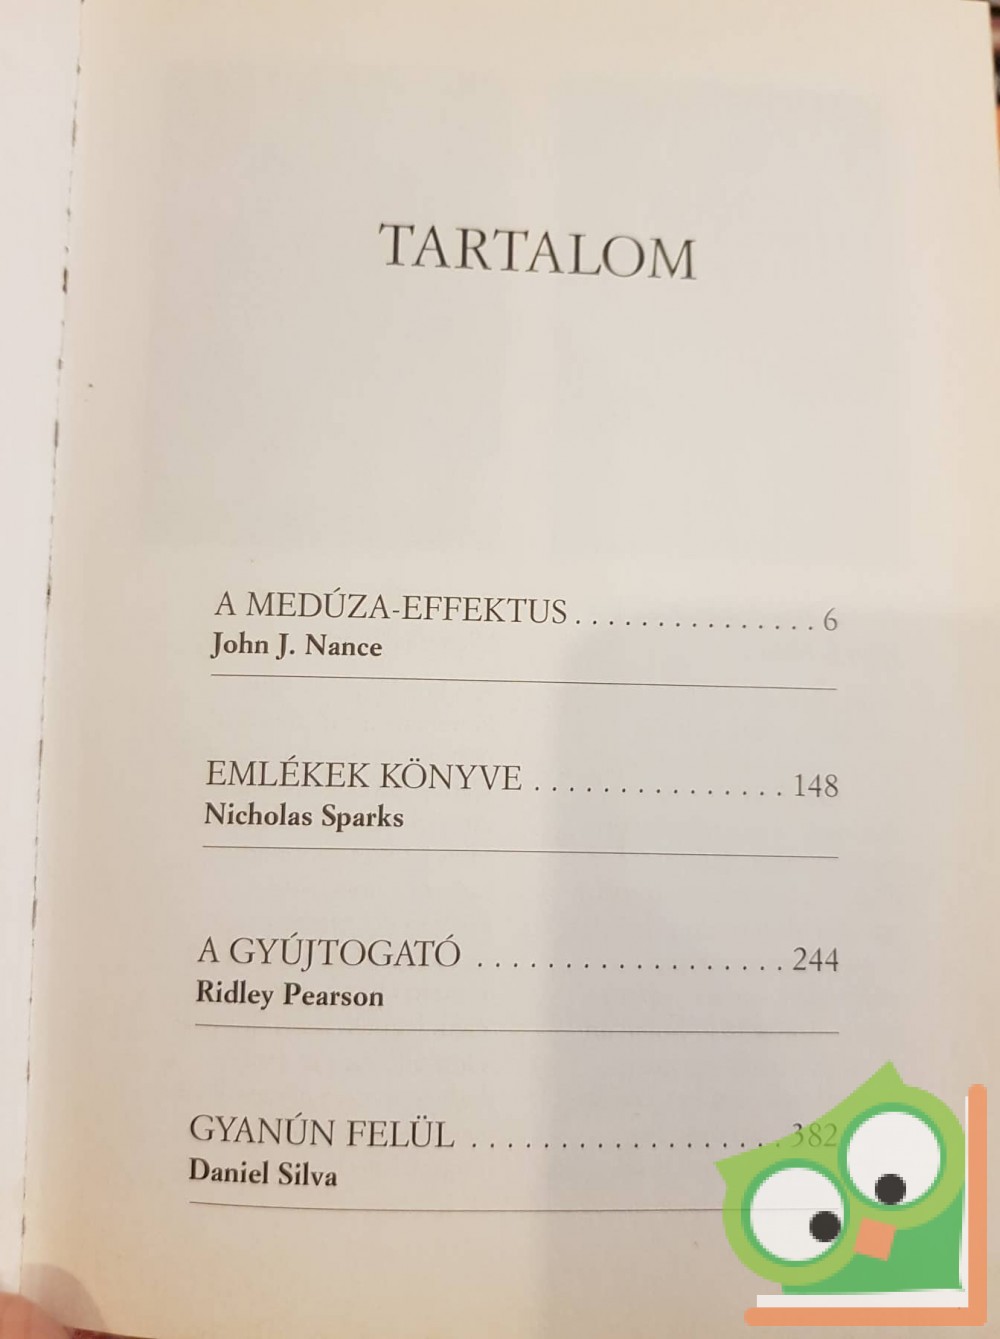 TARTALOM
A MEDÚZA-EFFEKTUS . . . . . . . . . . . . . . . 6
John J. Nance
EMLÉKEK KÖNYVE . . . . . . . . . . . . . . . 148
Nicholas Sparks
A GYÚJTOGATÓ . . . . . . . . . . . . . . . . . . 244
Ridley Pearson
GYANÚN FELÜL . . . . . . . . . . . . . . . . . . 382
Daniel Silva